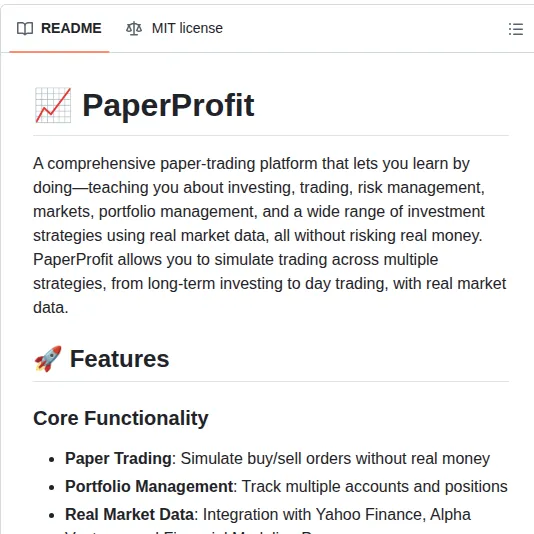 README MIT license
📈 PaperProfit
A comprehensive paper-trading platform that lets you learn by
doing—teaching you about investing, trading, risk management,
markets, portfolio management, and a wide range of investment
strategies using real market data, all without risking real money.
PaperProfit allows you to simulate trading across multiple
strategies, from long-term investing to day trading, with real market
data.
🚀 Features
Core Functionality
• Paper Trading: Simulate buy/sell orders without real money
• Portfolio Management: Track multiple accounts and positions
• Real Market Data: Integration with Yahoo Finance, Alpha